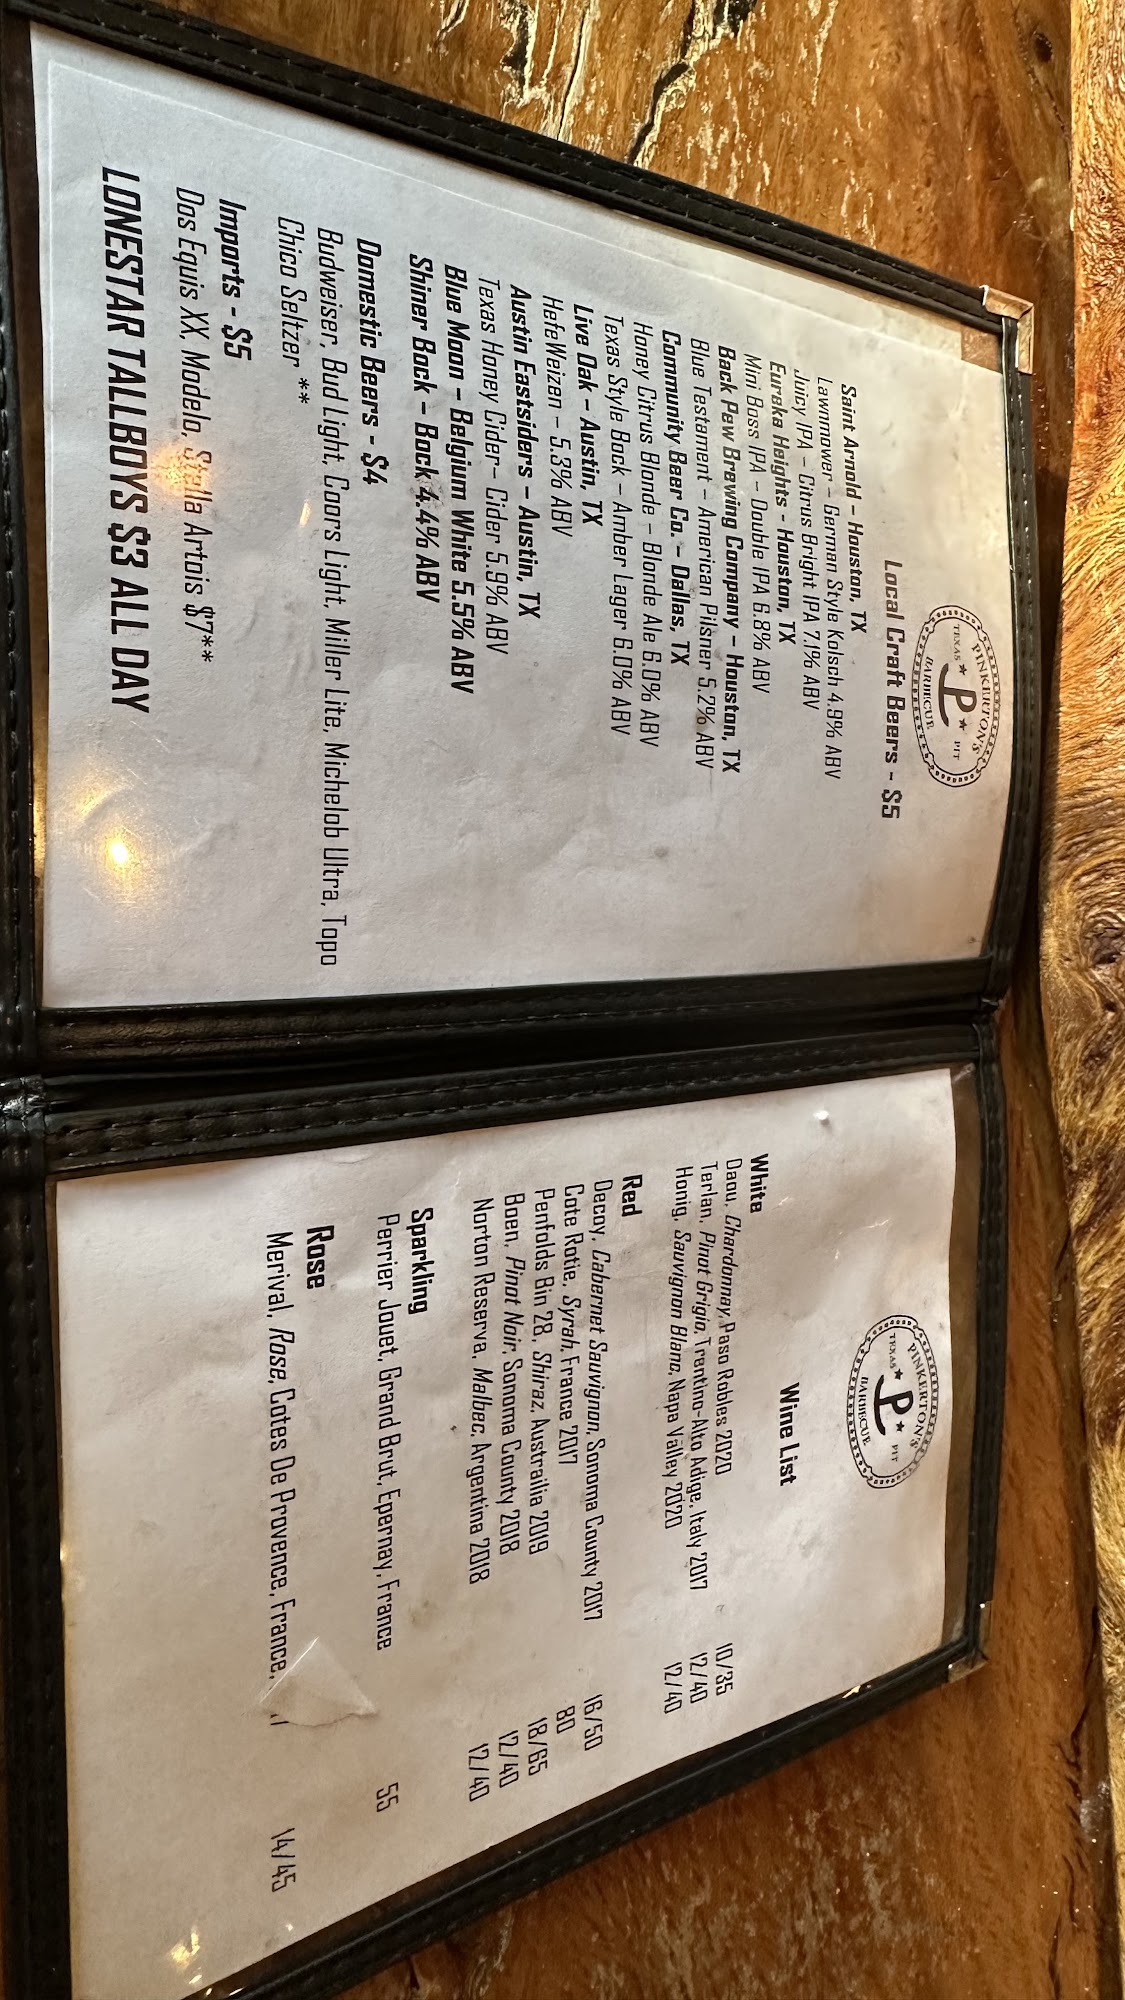 PINKERTON'S
TEXAS PIT
BARBECUE
Local Craft Beers - $5
Saint Arnold – Houston, TX
Lawnmower – German Style Kolsch 4.9% ABV
Juicy IPA – Citrus Bright IPA 7.1% ABV
Eureka Heights - Houston, TX
Mini Boss IPA – Double IPA 6.8% ABV
Back Pew Brewing Company – Houston, TX
Blue Testament – American Pilsner 5.2% ABV
Community Beer Co. – Dallas, TX
Honey Citrus Blonde – Blonde Ale 6.0% ABV
Texas Style Bock – Amber Lager 6.0% ABV
Live Oak – Austin, TX
HefeWeizen – 5.3% ABV
Austin Eastsiders – Austin, TX
Texas Honey Cider– Cider 5.9% ABV
Blue Moon – Belgium White 5.5% ABV
Shiner Bock – Bock 4.4% ABV
Domestic Beers - $4
Budweiser, Bud Light, Coors Light, Miller Lite, Michelob Ultra, Topo
Chico Seltzer **
Imports - $5
Dos Equis XX, Modelo, Stella Artois $7**
LONESTAR TALLBOYS $3 ALL DAY
PINKERTON'S
TEXAS PIT
BARBECUE
Wine List
White
Daou, Chardonnay, Paso Robles 2020 10/35
Terlan, Pinot Grigio, Trentino-Alto Adige, Italy 2017 12/40
Honig, Sauvignon Blanc, Napa Valley 2020 12/40
Red
Decoy, Cabernet Sauvignon, Sonoma County 2017 16/50
Cote Rotie, Syrah, France 2017 80
Penfolds Bin 28, Shiraz, Austrailia 2019 18/65
Boen, Pinot Noir, Sonoma County 2018 12/40
Norton Reserva, Malbec, Argentina 2018 12/40
Sparkling
Perrier Jouet, Grand Brut, Epernay, France 55
Rose
Merival, Rose, Cotes De Provence, France, 14/45